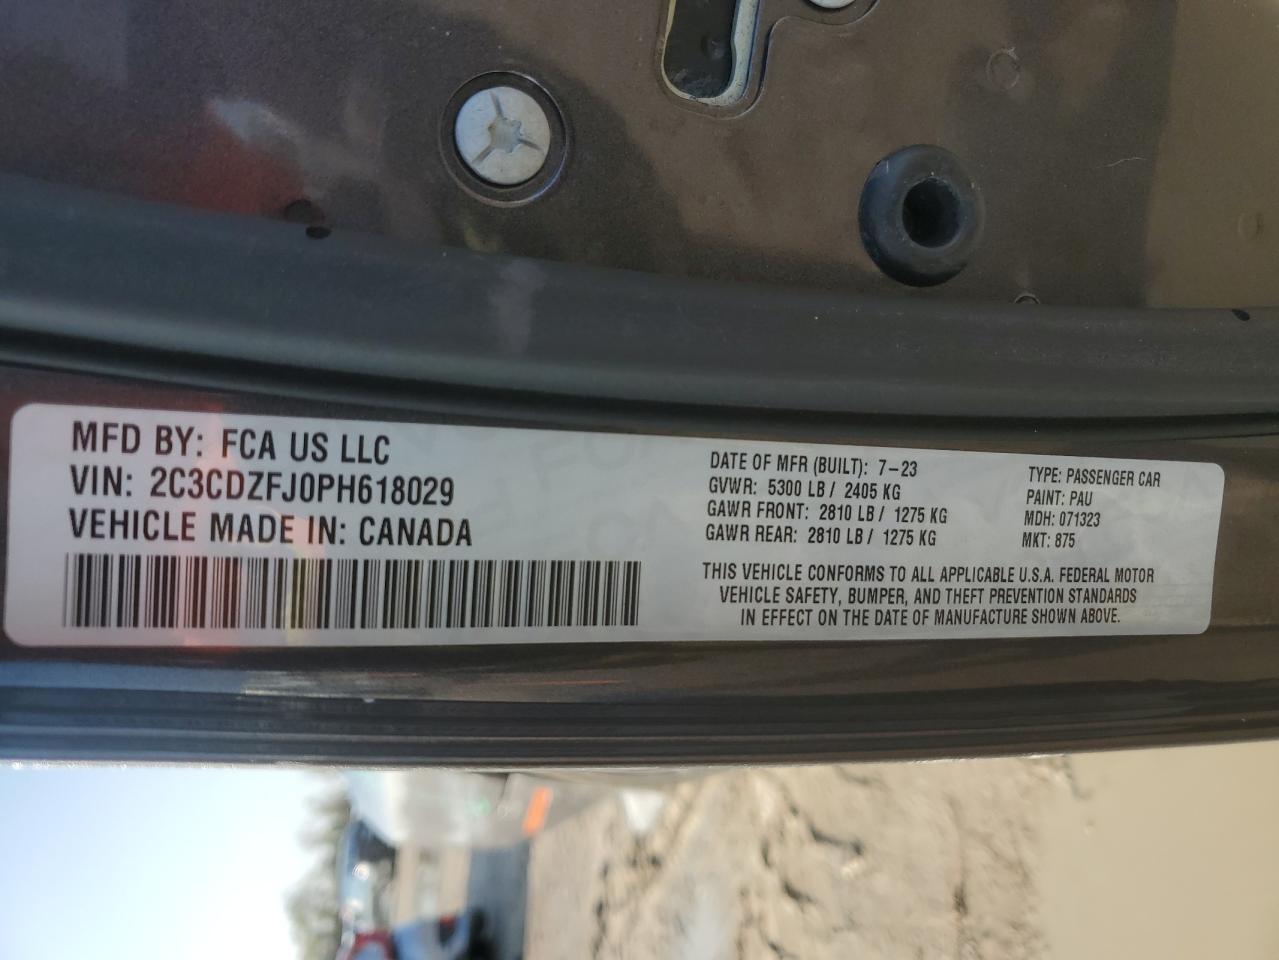 MFD BY: FCA US LLC
VIN: 2C3CDZFJ0PH618029
VEHICLE MADE IN: CANADA
DATE OF MFR (BUILT): 7-23
GVWR: 5300 LB / 2405 KG
GAWR FRONT: 2810 LB / 1275 KG
GAWR REAR: 2810 LB / 1275 KG
TYPE: PASSENGER CAR
PAINT: PAU
MDH: 071323
MKT: 875
THIS VEHICLE CONFORMS TO ALL APPLICABLE U.S.A. FEDERAL MOTOR
VEHICLE SAFETY, BUMPER, AND THEFT PREVENTION STANDARDS
IN EFFECT ON THE DATE OF MANUFACTURE SHOWN ABOVE.